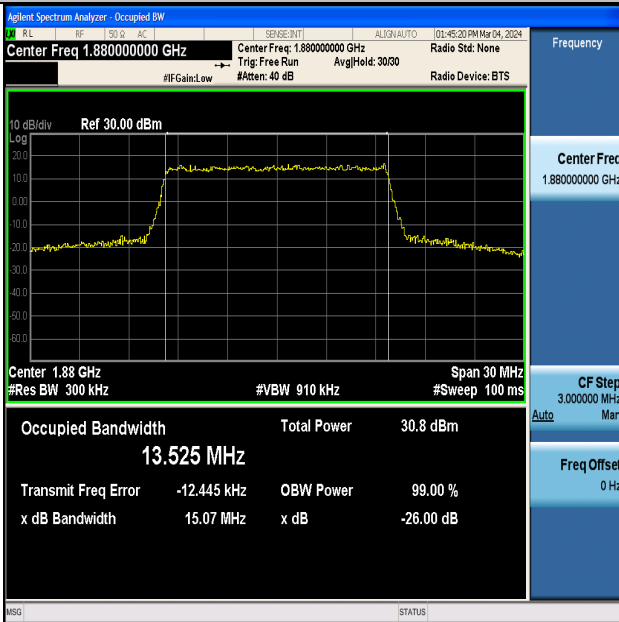 Agilent Spectrum Analyzer - Occupied BW
LXI RL RF 50 Ω AC SENSE:INT ALIGN AUTO 01:45:20 PM Mar 04, 2024
Center Freq 1.880000000 GHz
Center Freq: 1.880000000 GHz
Radio Std: None
Trig: Free Run Avg|Hold: 30/30
#IFGain:Low
#Atten: 40 dB
Radio Device: BTS
Frequency
10 dB/div Ref 30.00 dBm
Log
20.0
10.0
0.00
-10.0
-20.0
-30.0
-40.0
-50.0
-60.0
Center 1.88 GHz Span 30 MHz
#Res BW 300 kHz #VBW 910 kHz #Sweep 100 ms
Center Freq
1.880000000 GHz
CF Step
3.000000 MHz
Auto Man
Freq Offset
0 Hz
Occupied Bandwidth Total Power 30.8 dBm
13.525 MHz
Transmit Freq Error -12.445 kHz OBW Power 99.00 %
x dB Bandwidth 15.07 MHz x dB -26.00 dB
MSG STATUS